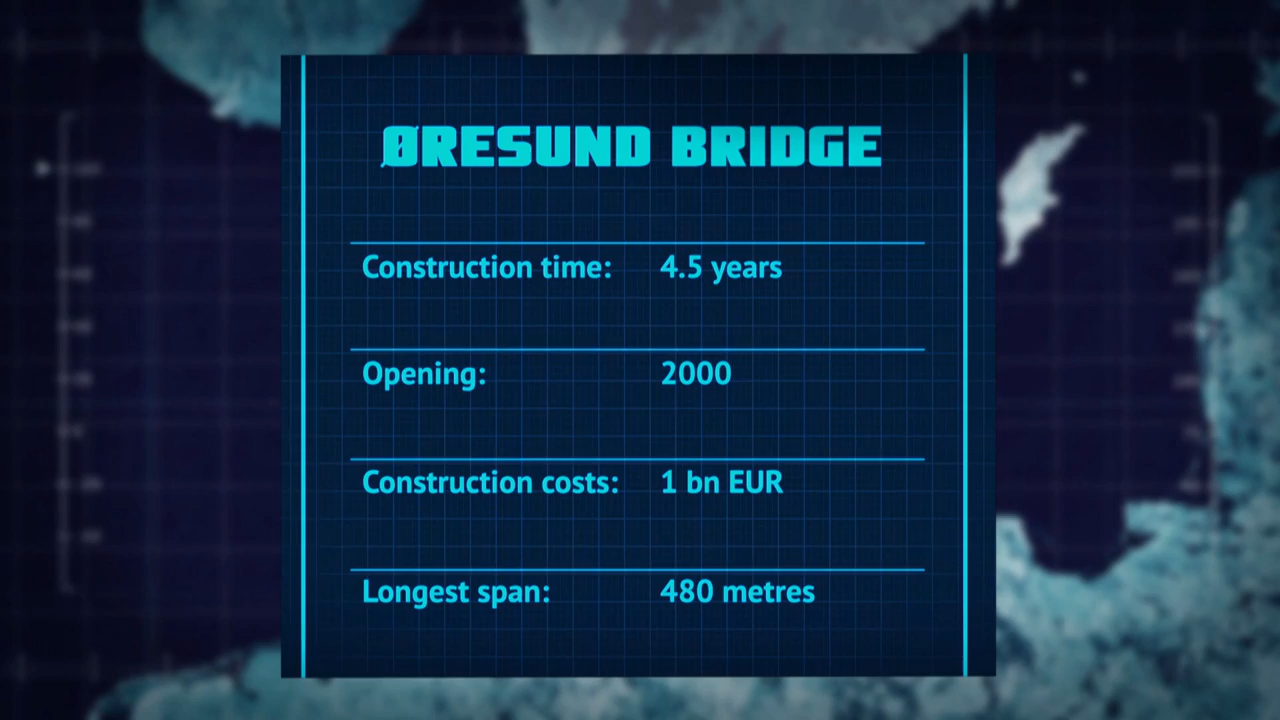 ØRESUND BRIDGE
Construction time: 4.5 years
Opening: 2000
Construction costs: 1 bn EUR
Longest span: 480 metres